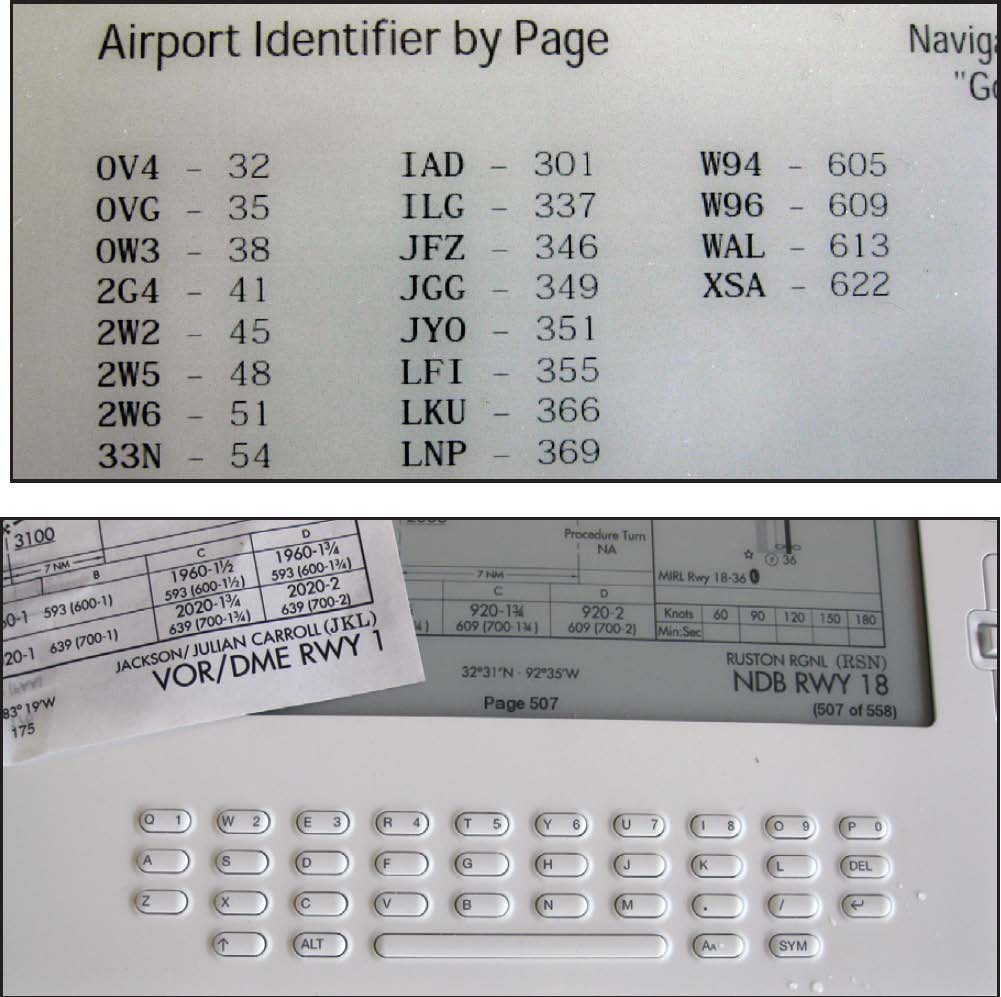 Airport Identifier by Page
Navig
"Go
0V4 - 32 IAD - 301 W94 - 605
0VG - 35 ILG - 337 W96 - 609
0W3 - 38 JFZ - 346 WAL - 613
2G4 - 41 JGG - 349 XSA - 622
2W2 - 45 JYO - 351
2W5 - 48 LFI - 355
2W6 - 51 LKU - 366
33N - 54 LNP - 369
3100
7 NM
B C D
593 (600-1) 1960-1½ 1960-1¾
593 (600-1½) 593 (600-1¾)
639 (700-1) 2020-1¾ 2020-2
639 (700-1¾) 639 (700-2)
JACKSON/JULIAN CARROLL (JKL)
VOR/DME RWY 1
83°19'W
175
Procedure Turn
NA
7 NM
C D
920-1¾ 920-2
609 (700-1¾) 609 (700-2)
36
MIRL Rwy 18-36
Knots 60 90 120 150 180
Min:Sec
32°31'N - 92°35'W
RUSTON RGNL (RSN)
NDB RWY 18
Page 507
(507 of 558)
Q 1 W 2 E 3 R 4 T 5 Y 6 U 7 I 8 O 9 P 0
A S D F G H J K L DEL
Z X C V B N M . / ↵
↑ ALT AA SYM